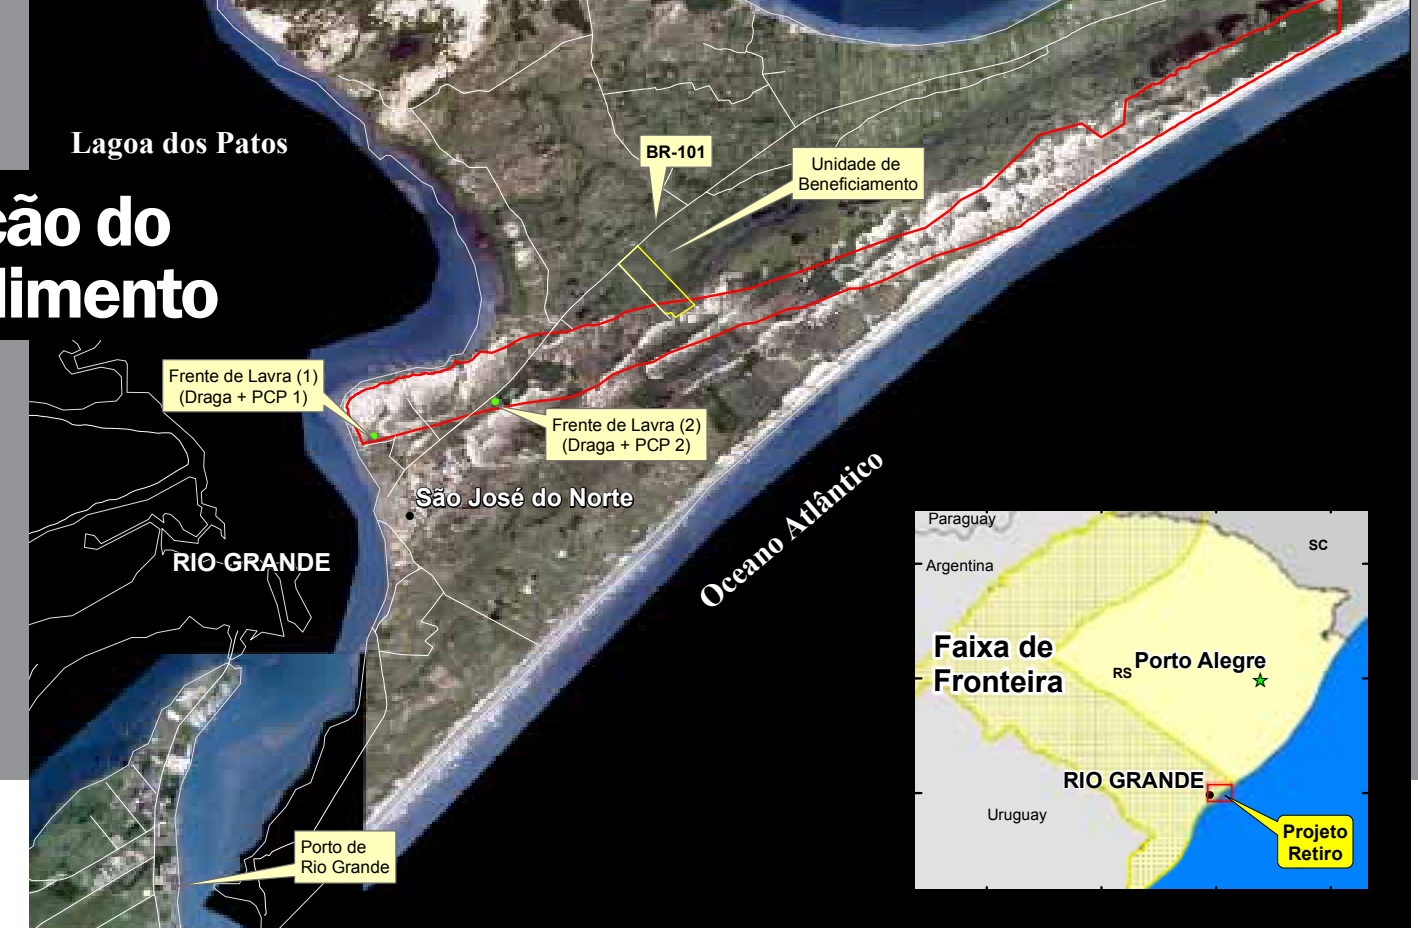 Lagoa dos Patos
ção do
limento
BR-101
Unidade de
Beneficiamento
Frente de Lavra (1)
(Draga + PCP 1)
Frente de Lavra (2)
(Draga + PCP 2)
São José do Norte
Oceano Atlântico
RIO GRANDE
Porto de
Rio Grande
Paraguay
SC
Argentina
Faixa de
Fronteira
RS
Porto Alegre
RIO GRANDE
Uruguay
Projeto
Retiro